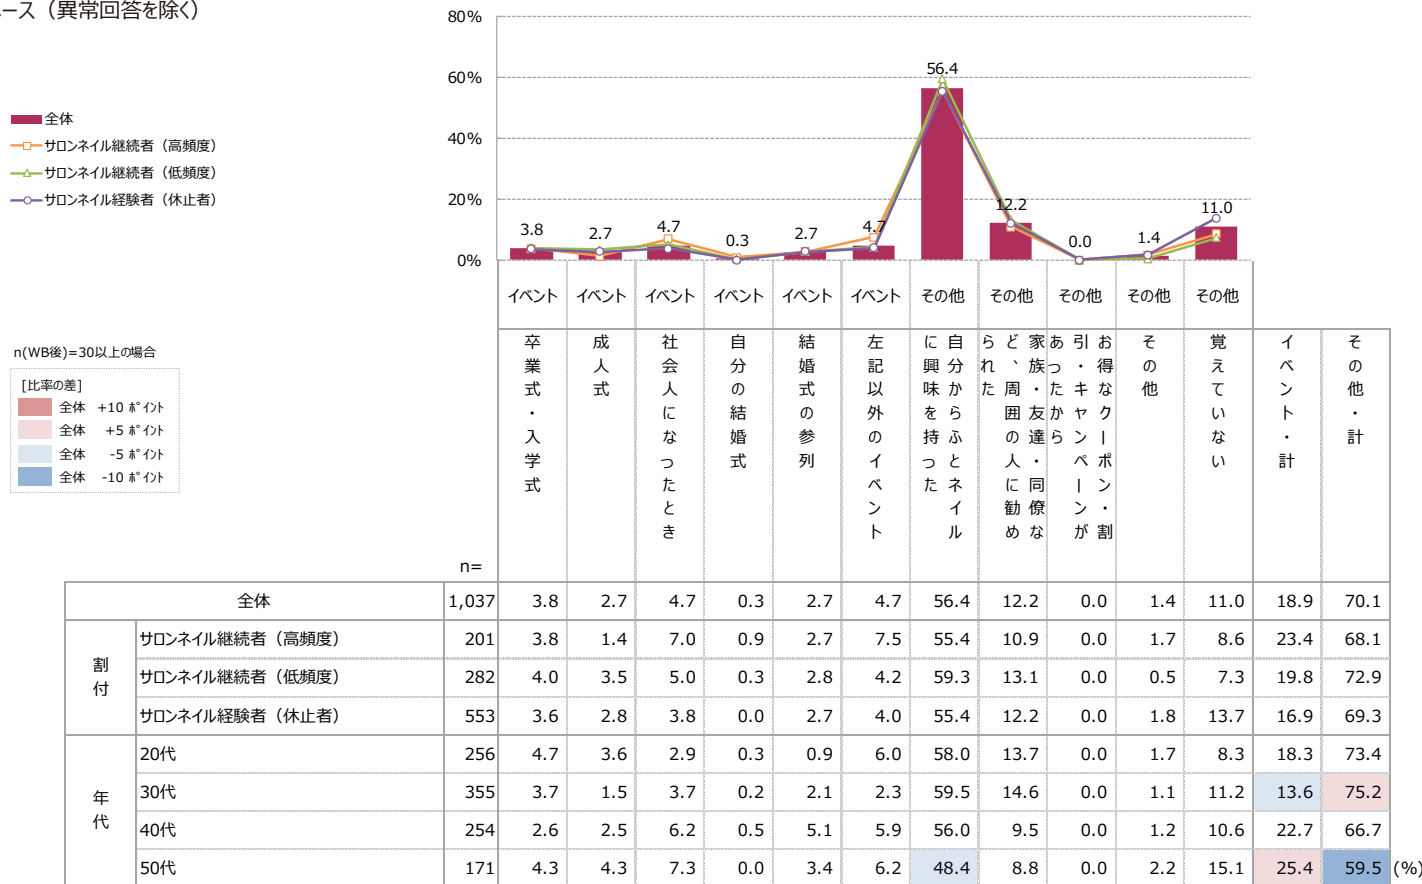 ース（異常回答を除く）
80%
60%
40%
20%
0%
全体
サロンネイル継続者（高頻度）
サロンネイル継続者（低頻度）
サロンネイル経験者（休止者）
3.8
2.7
4.7
0.3
2.7
4.7
56.4
12.2
0.0
1.4
11.0
イベント イベント イベント イベント イベント イベント その他 その他 その他 その他 その他
n(WB後)=30以上の場合
[比率の差]
全体 +10 ﾎﾟｲﾝﾄ
全体 +5 ﾎﾟｲﾝﾄ
全体 -5 ﾎﾟｲﾝﾄ
全体 -10 ﾎﾟｲﾝﾄ
卒業式・入学式
成人式
社会人になったとき
自分の結婚式
結婚式の参列
左記以外のイベント
自分からふとネイル
に興味を持った
家族・友達・同僚な
ど、周囲の人に勧め
られた
お得なクーポン・割
引・キャンペーンが
あったから
その他
覚えていない
イベント・計
その他・計
n=
全体 1,037 3.8 2.7 4.7 0.3 2.7 4.7 56.4 12.2 0.0 1.4 11.0 18.9 70.1
割付
サロンネイル継続者（高頻度） 201 3.8 1.4 7.0 0.9 2.7 7.5 55.4 10.9 0.0 1.7 8.6 23.4 68.1
サロンネイル継続者（低頻度） 282 4.0 3.5 5.0 0.3 2.8 4.2 59.3 13.1 0.0 0.5 7.3 19.8 72.9
サロンネイル経験者（休止者） 553 3.6 2.8 3.8 0.0 2.7 4.0 55.4 12.2 0.0 1.8 13.7 16.9 69.3
年代
20代 256 4.7 3.6 2.9 0.3 0.9 6.0 58.0 13.7 0.0 1.7 8.3 18.3 73.4
30代 355 3.7 1.5 3.7 0.2 2.1 2.3 59.5 14.6 0.0 1.1 11.2 13.6 75.2
40代 254 2.6 2.5 6.2 0.5 5.1 5.9 56.0 9.5 0.0 1.2 10.6 22.7 66.7
50代 171 4.3 4.3 7.3 0.0 3.4 6.2 48.4 8.8 0.0 2.2 15.1 25.4 59.5 (%)